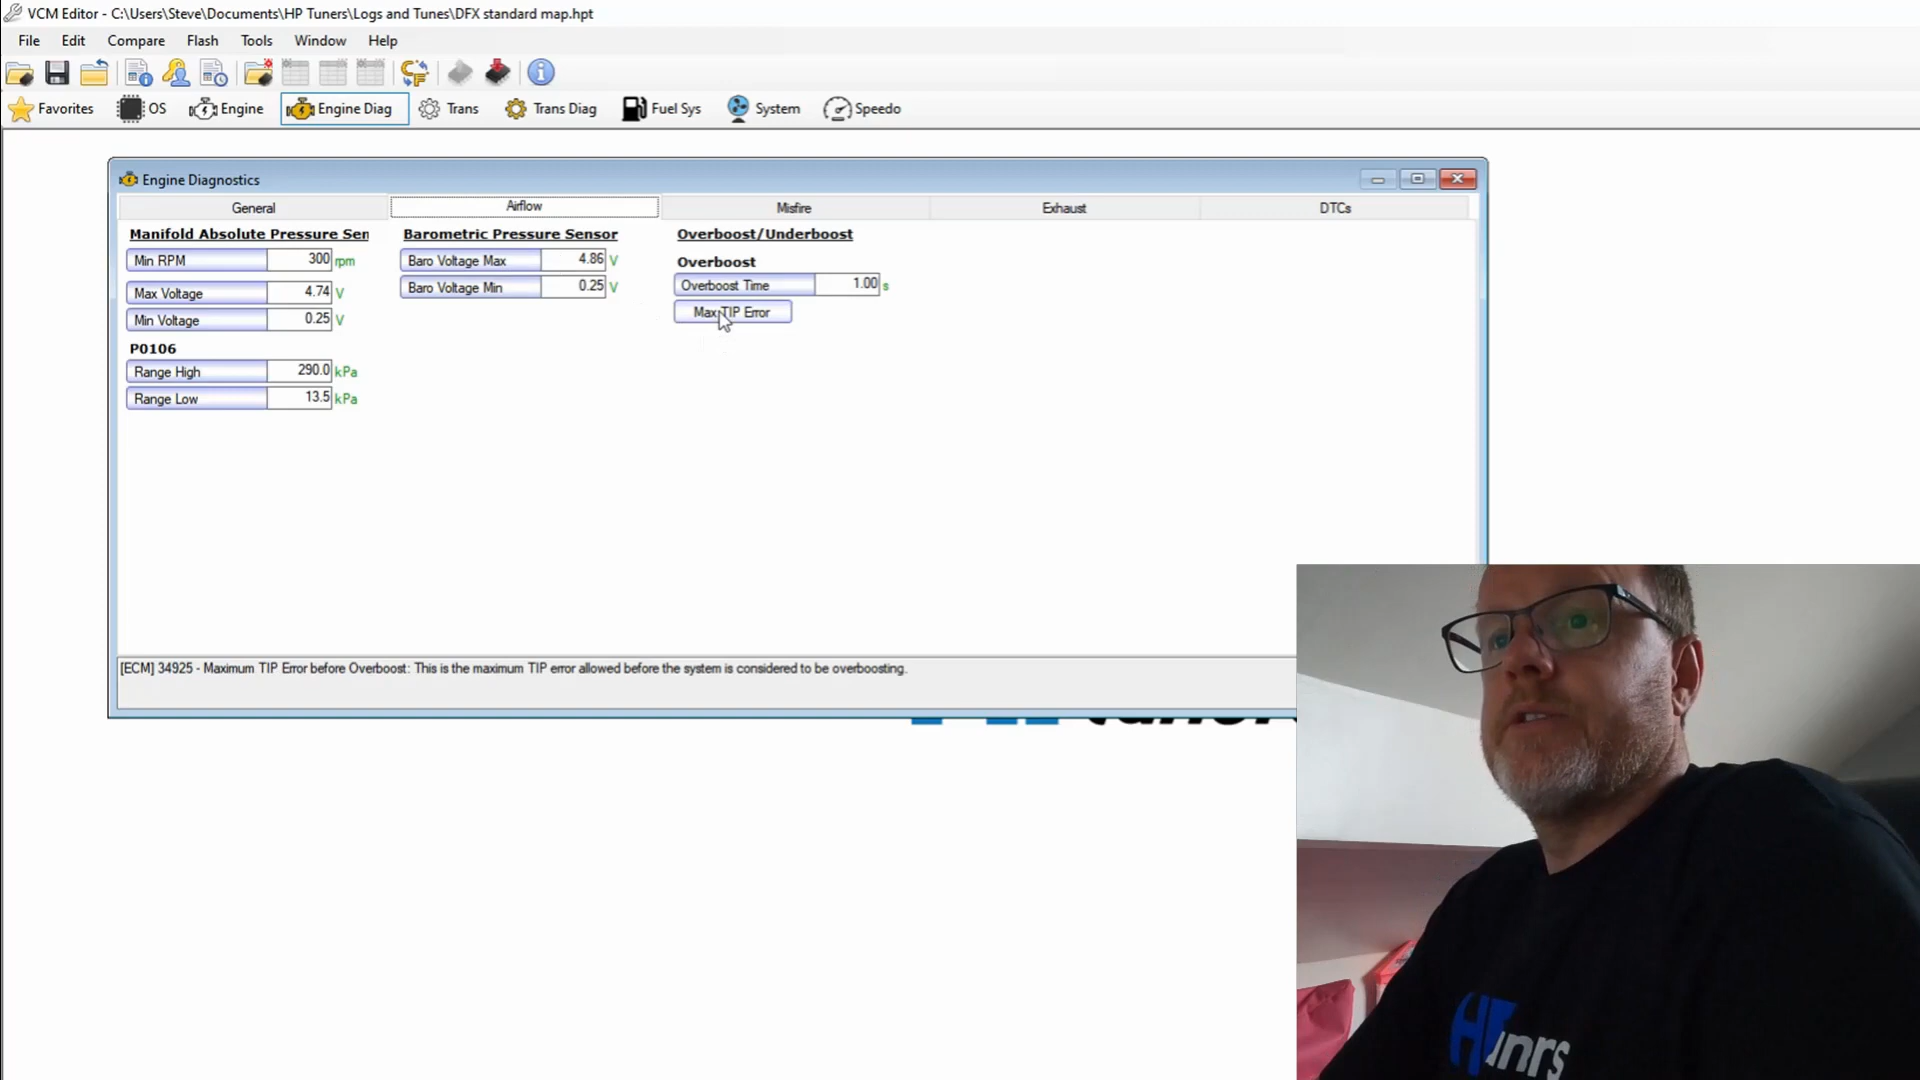 VCM Editor - C:\Users\Steve\Documents\HP Tuners\Logs and Tunes\DFX standard map.hpt
File Edit Compare Flash Tools Window Help
Favorites OS Engine Engine Diag Trans Trans Diag Fuel Sys System Speedo
Engine Diagnostics
General Airflow Misfire Exhaust DTCs
Manifold Absolute Pressure Sen
Min RPM 300 rpm
Max Voltage 4.74 V
Min Voltage 0.25 V
P0106
Range High 290.0 kPa
Range Low 13.5 kPa
Barometric Pressure Sensor
Baro Voltage Max 4.86 V
Baro Voltage Min 0.25 V
Overboost/Underboost
Overboost
Overboost Time 1.00 s
Max TIP Error
[ECM] 34925 - Maximum TIP Error before Overboost: This is the maximum TIP error allowed before the system is considered to be overboosting.